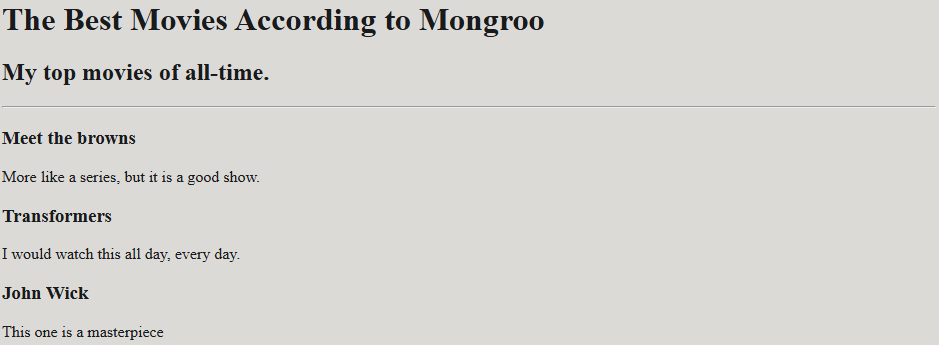 The Best Movies According to Mongroo
My top movies of all-time.
Meet the browns
More like a series, but it is a good show.
Transformers
I would watch this all day, every day.
John Wick
This one is a masterpiece